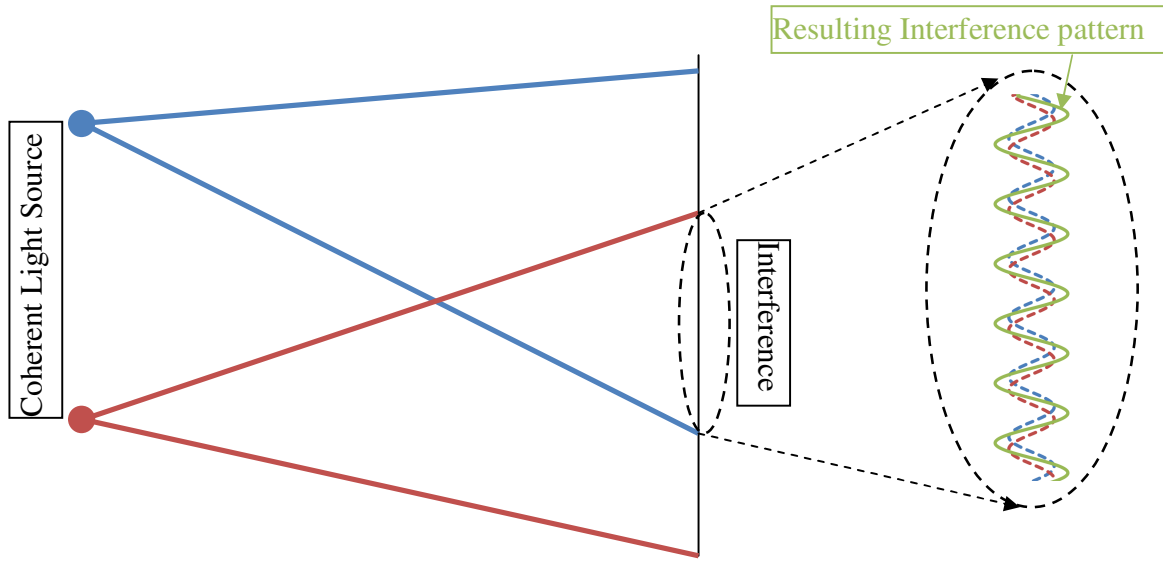 Resulting Interference pattern
Coherent Light Source
Interference